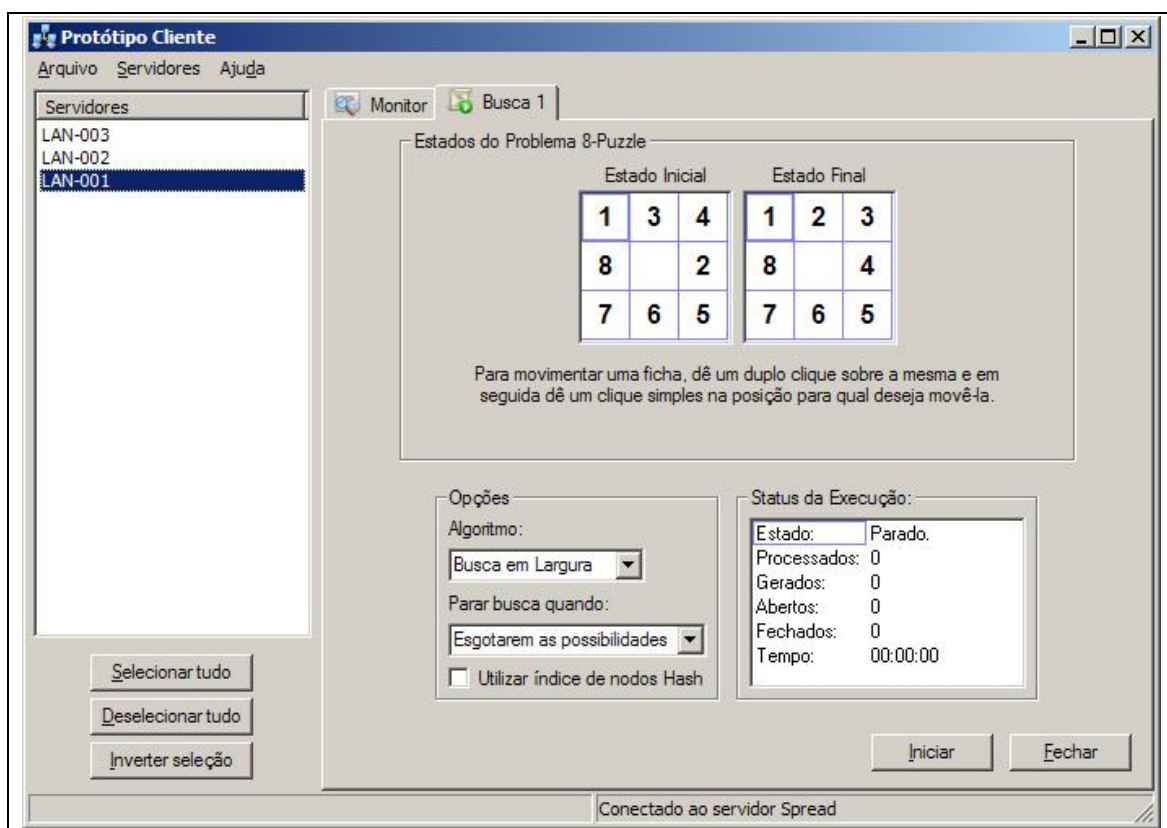 Protótipo Cliente
Arquivo Servidores Ajuda
Servidores
LAN-003
LAN-002
LAN-001
Monitor
Busca 1
Estados do Problema 8-Puzzle
Estado Inicial
1 3 4
8 2
7 6 5
Estado Final
1 2 3
8 4
7 6 5
Para movimentar uma ficha, dê um duplo clique sobre a mesma e em
seguida dê um clique simples na posição para qual deseja movê-la.
Opções
Algoritmo:
Busca em Largura
Parar busca quando:
Esgotarem as possibilidades
Utilizar índice de nodos Hash
Status da Execução:
Estado: Parado.
Processados: 0
Gerados: 0
Abertos: 0
Fechados: 0
Tempo: 00:00:00
Selecionar tudo
Deselecionar tudo
Inverter seleção
Iniciar
Fechar
Conectado ao servidor Spread